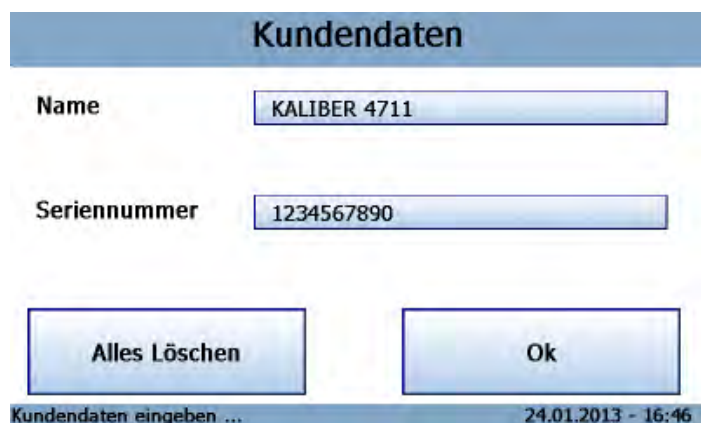 Kundendaten
Name KALIBER 4711
Seriennummer 1234567890
Alles Löschen Ok
Kundendaten eingeben ... 24.01.2013 - 16:46